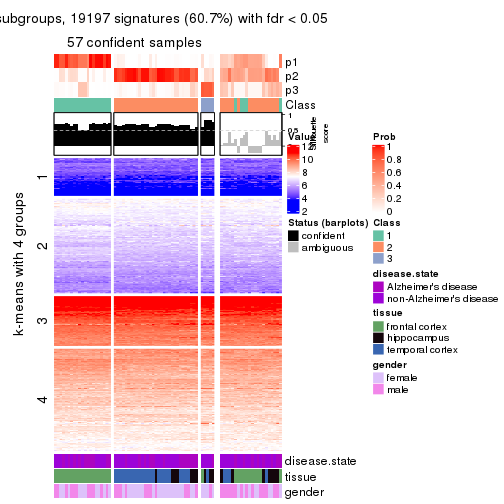 subgroups, 19197 signatures (60.7%) with fdr < 0.05
57 confident samples
p1
p2
p3
Class
1
0.5
0
Silhouette
score
k-means with 4 groups
1
2
3
4
disease.state
tissue
gender
Value
12
10
8
6
4
2
Status (barplots)
confident
ambiguous
Prob
1
0.8
0.6
0.4
0.2
0
Class
1
2
3
disease.state
Alzheimer's disease
non-Alzheimer's disease
tissue
frontal cortex
hippocampus
temporal cortex
gender
female
male